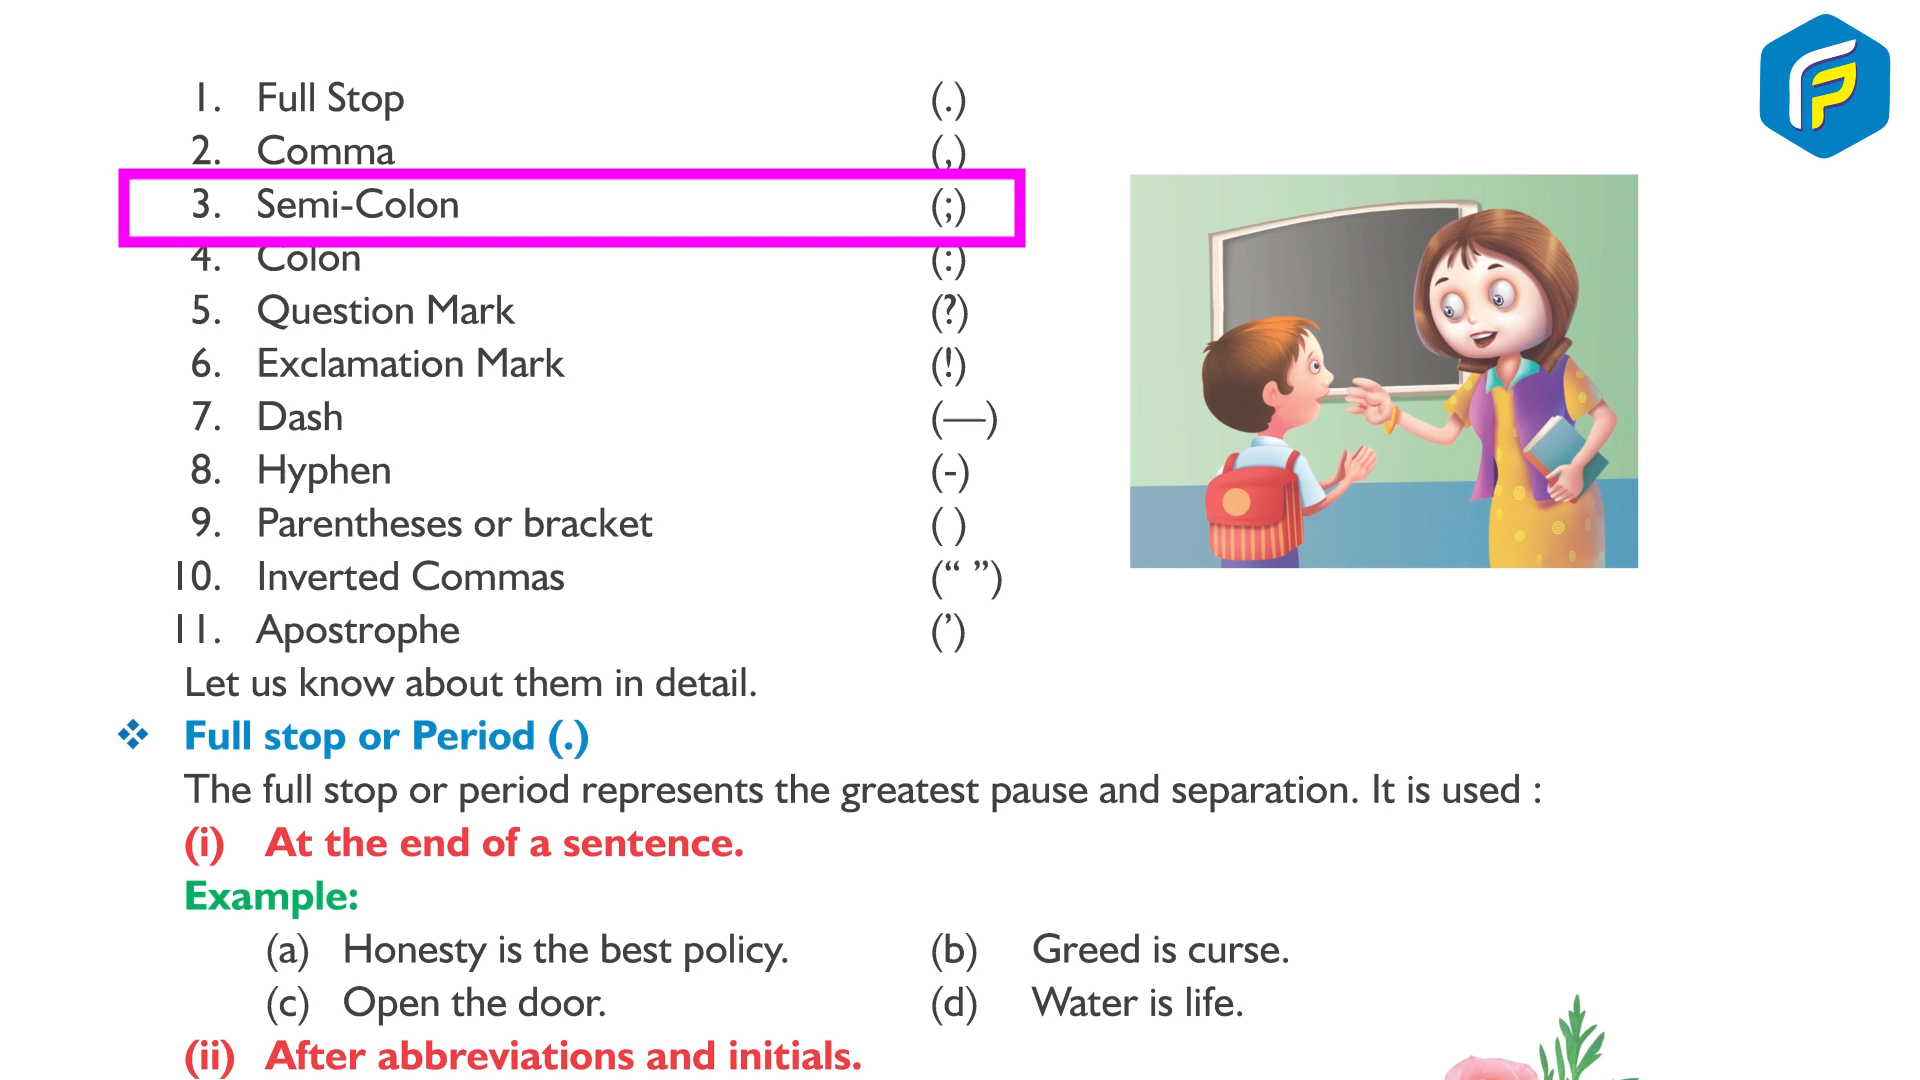 1. Full Stop (.)
2. Comma (,)
3. Semi-Colon (;)
4. Colon (:)
5. Question Mark (?)
6. Exclamation Mark (!)
7. Dash (—)
8. Hyphen (-)
9. Parentheses or bracket ( )
10. Inverted Commas (“ ”)
11. Apostrophe (’)
Let us know about them in detail.
❖ Full stop or Period (.)
The full stop or period represents the greatest pause and separation. It is used :
(i) At the end of a sentence.
Example:
(a) Honesty is the best policy. (b) Greed is curse.
(c) Open the door. (d) Water is life.
(ii) After abbreviations and initials.